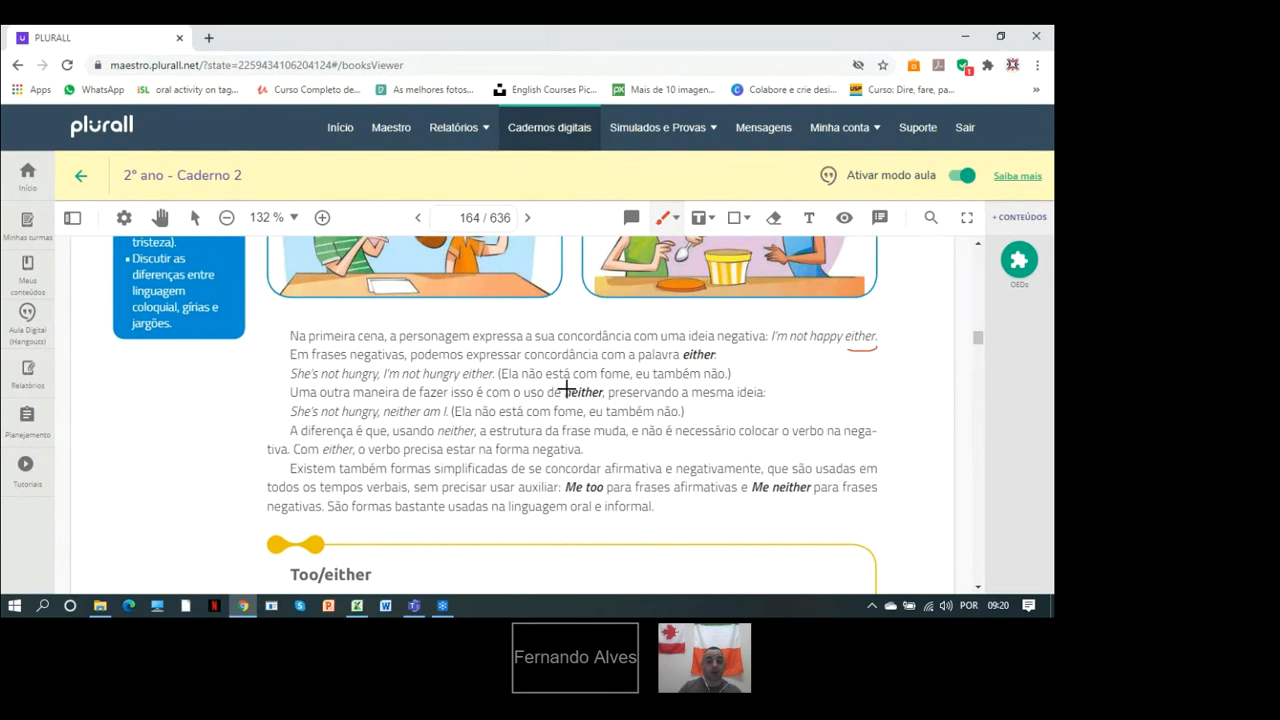 PLURALL
maestro.plurall.net/?state=2259434106204124#/booksViewer
Apps WhatsApp oral activity on tag... Curso Completo de... As melhores fotos... English Courses Pic... Mais de 10 imagen... Colabore e crie desi... Curso: Dire, fare, pa...
plurall Início Maestro Relatórios Cadernos digitais Simulados e Provas Mensagens Minha conta Suporte Sair
2º ano - Caderno 2 Ativar modo aula Saiba mais
132 % 164 / 636 + CONTEÚDOS
Início
Minhas turmas
Meus
conteúdos
Aula Digital
(Hangouts)
Relatórios
Planejamento
Tutoriais
OEDs
tristeza).
▪ Discutir as
diferenças entre
linguagem
coloquial, gírias e
jargões.
Na primeira cena, a personagem expressa a sua concordância com uma ideia negativa: I'm not happy either.
Em frases negativas, podemos expressar concordância com a palavra either.
She's not hungry, I'm not hungry either. (Ela não está com fome, eu também não.)
Uma outra maneira de fazer isso é com o uso de neither, preservando a mesma ideia:
She's not hungry, neither am I. (Ela não está com fome, eu também não.)
A diferença é que, usando neither, a estrutura da frase muda, e não é necessário colocar o verbo na nega-
tiva. Com either, o verbo precisa estar na forma negativa.
Existem também formas simplificadas de se concordar afirmativa e negativamente, que são usadas em
todos os tempos verbais, sem precisar usar auxiliar: Me too para frases afirmativas e Me neither para frases
negativas. São formas bastante usadas na linguagem oral e informal.
Too/either
POR 09:20
Fernando Alves